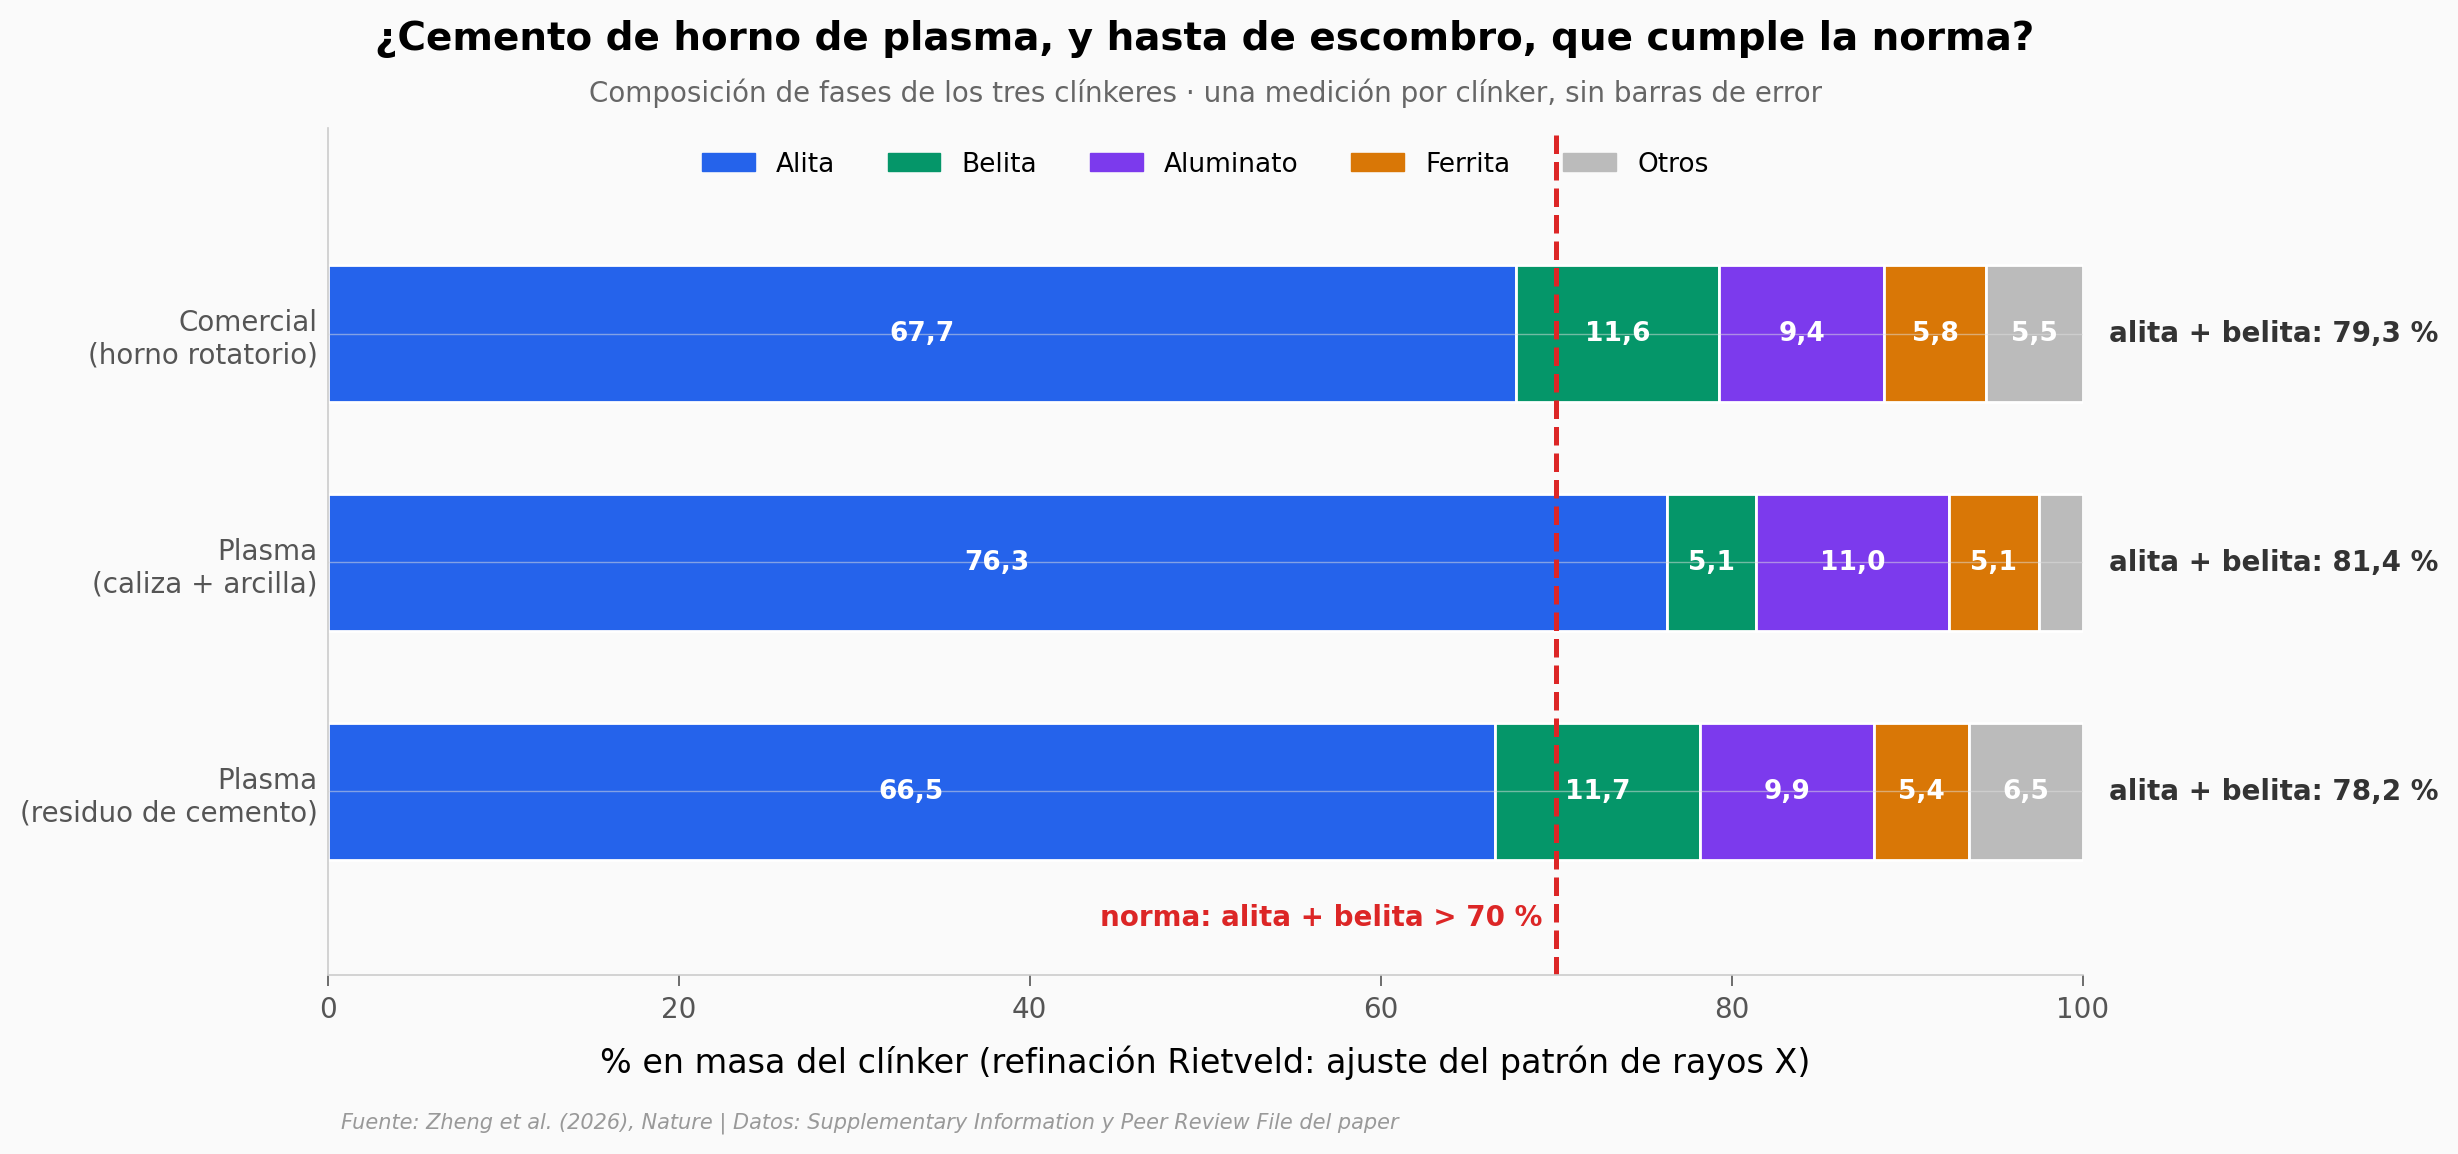 ¿Cemento de horno de plasma, y hasta de escombro, que cumple la norma?
Composición de fases de los tres clínkeres · una medición por clínker, sin barras de error
Alita Belita Aluminato Ferrita Otros
Comercial
(horno rotatorio)
67,7 11,6 9,4 5,8 5,5 alita + belita: 79,3 %
Plasma
(caliza + arcilla)
76,3 5,1 11,0 5,1 alita + belita: 81,4 %
Plasma
(residuo de cemento)
66,5 11,7 9,9 5,4 6,5 alita + belita: 78,2 %
norma: alita + belita > 70 %
0 20 40 60 80 100
% en masa del clínker (refinación Rietveld: ajuste del patrón de rayos X)
Fuente: Zheng et al. (2026), Nature | Datos: Supplementary Information y Peer Review File del paper